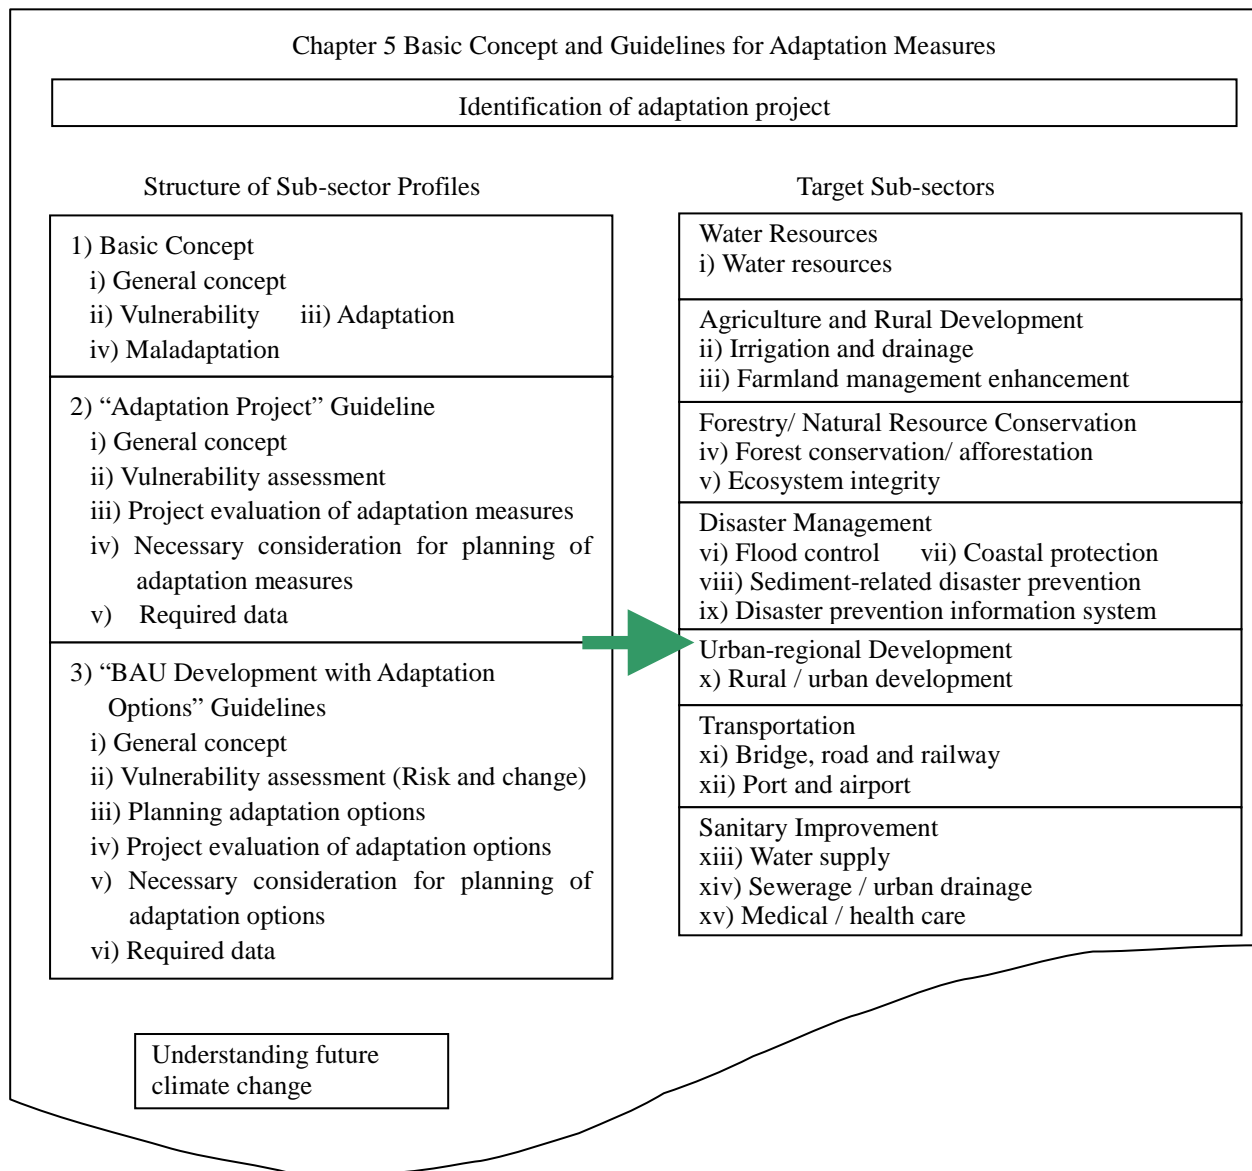 Chapter 5 Basic Concept and Guidelines for Adaptation Measures
Identification of adaptation project
Structure of Sub-sector Profiles
1) Basic Concept
i) General concept
ii) Vulnerability iii) Adaptation
iv) Maladaptation
2) “Adaptation Project” Guideline
i) General concept
ii) Vulnerability assessment
iii) Project evaluation of adaptation measures
iv) Necessary consideration for planning of
adaptation measures
v) Required data
3) “BAU Development with Adaptation
Options” Guidelines
i) General concept
ii) Vulnerability assessment (Risk and change)
iii) Planning adaptation options
iv) Project evaluation of adaptation options
v) Necessary consideration for planning of
adaptation options
vi) Required data
Target Sub-sectors
Water Resources
i) Water resources
Agriculture and Rural Development
ii) Irrigation and drainage
iii) Farmland management enhancement
Forestry/ Natural Resource Conservation
iv) Forest conservation/ afforestation
v) Ecosystem integrity
Disaster Management
vi) Flood control vii) Coastal protection
viii) Sediment-related disaster prevention
ix) Disaster prevention information system
Urban-regional Development
x) Rural / urban development
Transportation
xi) Bridge, road and railway
xii) Port and airport
Sanitary Improvement
xiii) Water supply
xiv) Sewerage / urban drainage
xv) Medical / health care
Understanding future
climate change